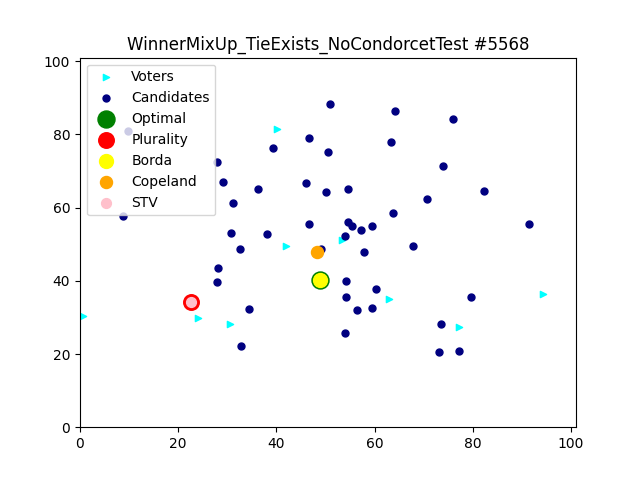 WinnerMixUp_TieExists_NoCondorcetTest #5568
100
80
60
40
20
0
0
20
40
60
80
100
Voters
Candidates
Optimal
Plurality
Borda
Copeland
STV